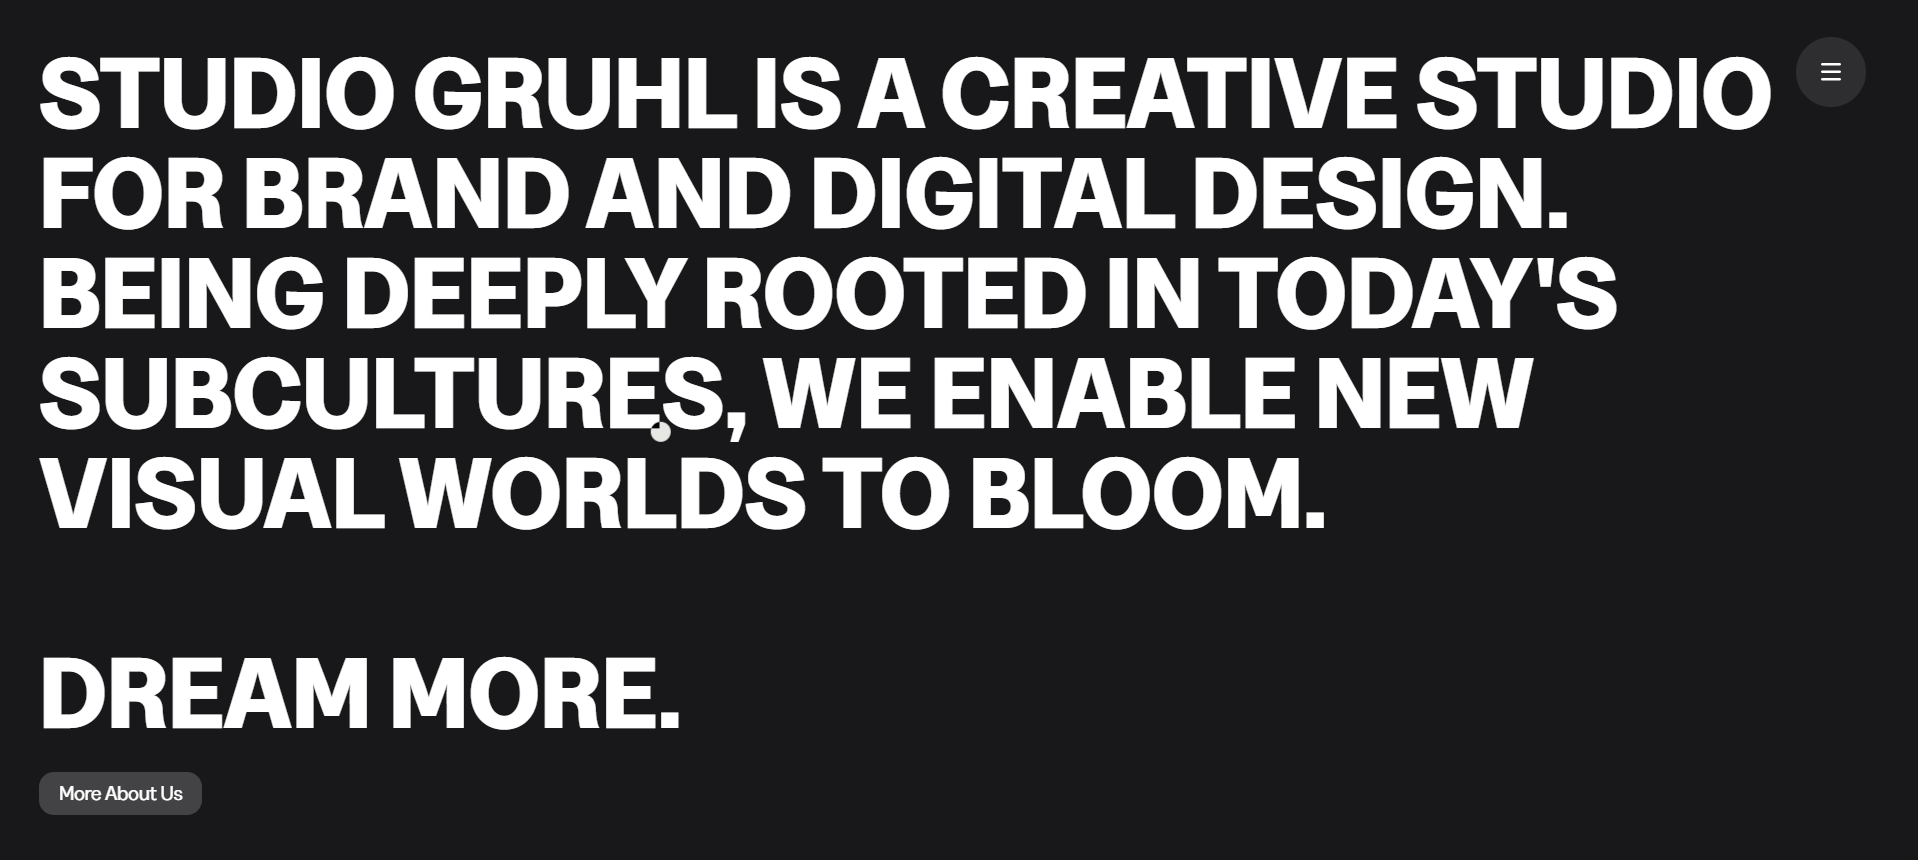 STUDIO GRUHL IS A CREATIVE STUDIO
FOR BRAND AND DIGITAL DESIGN.
BEING DEEPLY ROOTED IN TODAY'S
SUBCULTURES, WE ENABLE NEW
VISUAL WORLDS TO BLOOM.
DREAM MORE.
More About Us